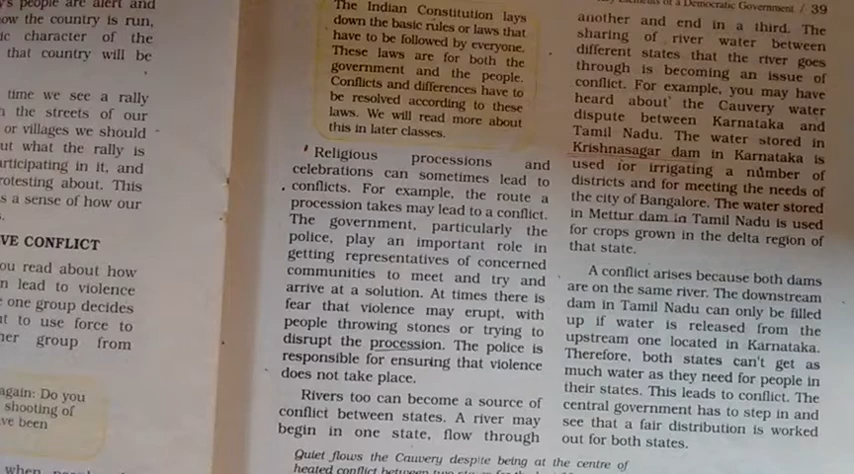 's people are alert and
ow the country is run,
ic character of the
that country will be
time we see a rally
the streets of our
or villages we should
ut what the rally is
articipating in it, and
rotesting about. This
s a sense of how our
VE CONFLICT
ou read about how
n lead to violence
one group decides
to use force to
her group from
again: Do you
shooting of
ve been
when
The Indian Constitution lays
down the basic rules or laws that
have to be followed by everyone.
These laws are for both the
government and the people.
Conflicts and differences have to
be resolved according to these
laws. We will read more about
this in later classes.
Religious processions and
celebrations can sometimes lead to
conflicts. For example, the route a
procession takes may lead to a conflict.
The government, particularly the
police, play an important role in
getting representatives of concerned
communities to meet and try and
arrive at a solution. At times there is
fear that violence may erupt, with
people throwing stones or trying to
disrupt the procession. The police is
responsible for ensuring that violence
does not take place.
Rivers too can become a source of
conflict between states. A river may
begin in one state, flow through
Elements of a Democratic Government / 39
another and end in a third. The
sharing of river water between
different states that the river goes
through is becoming an issue of
conflict. For example, you may have
heard about the Cauvery water
dispute between Karnataka and
Tamil Nadu. The water stored in
Krishnasagar dam in Karnataka is
used for irrigating a number of
districts and for meeting the needs of
the city of Bangalore. The water stored
in Mettur dam in Tamil Nadu is used
for crops grown in the delta region of
that state.
A conflict arises because both dams
are on the same river. The downstream
dam in Tamil Nadu can only be filled
up if water is released from the
upstream one located in Karnataka.
Therefore, both states can't get as
much water as they need for people in
their states. This leads to conflict. The
central government has to step in and
see that a fair distribution is worked
out for both states.
Quiet flows the Cauvery despite being at the centre of
heated conflict between two